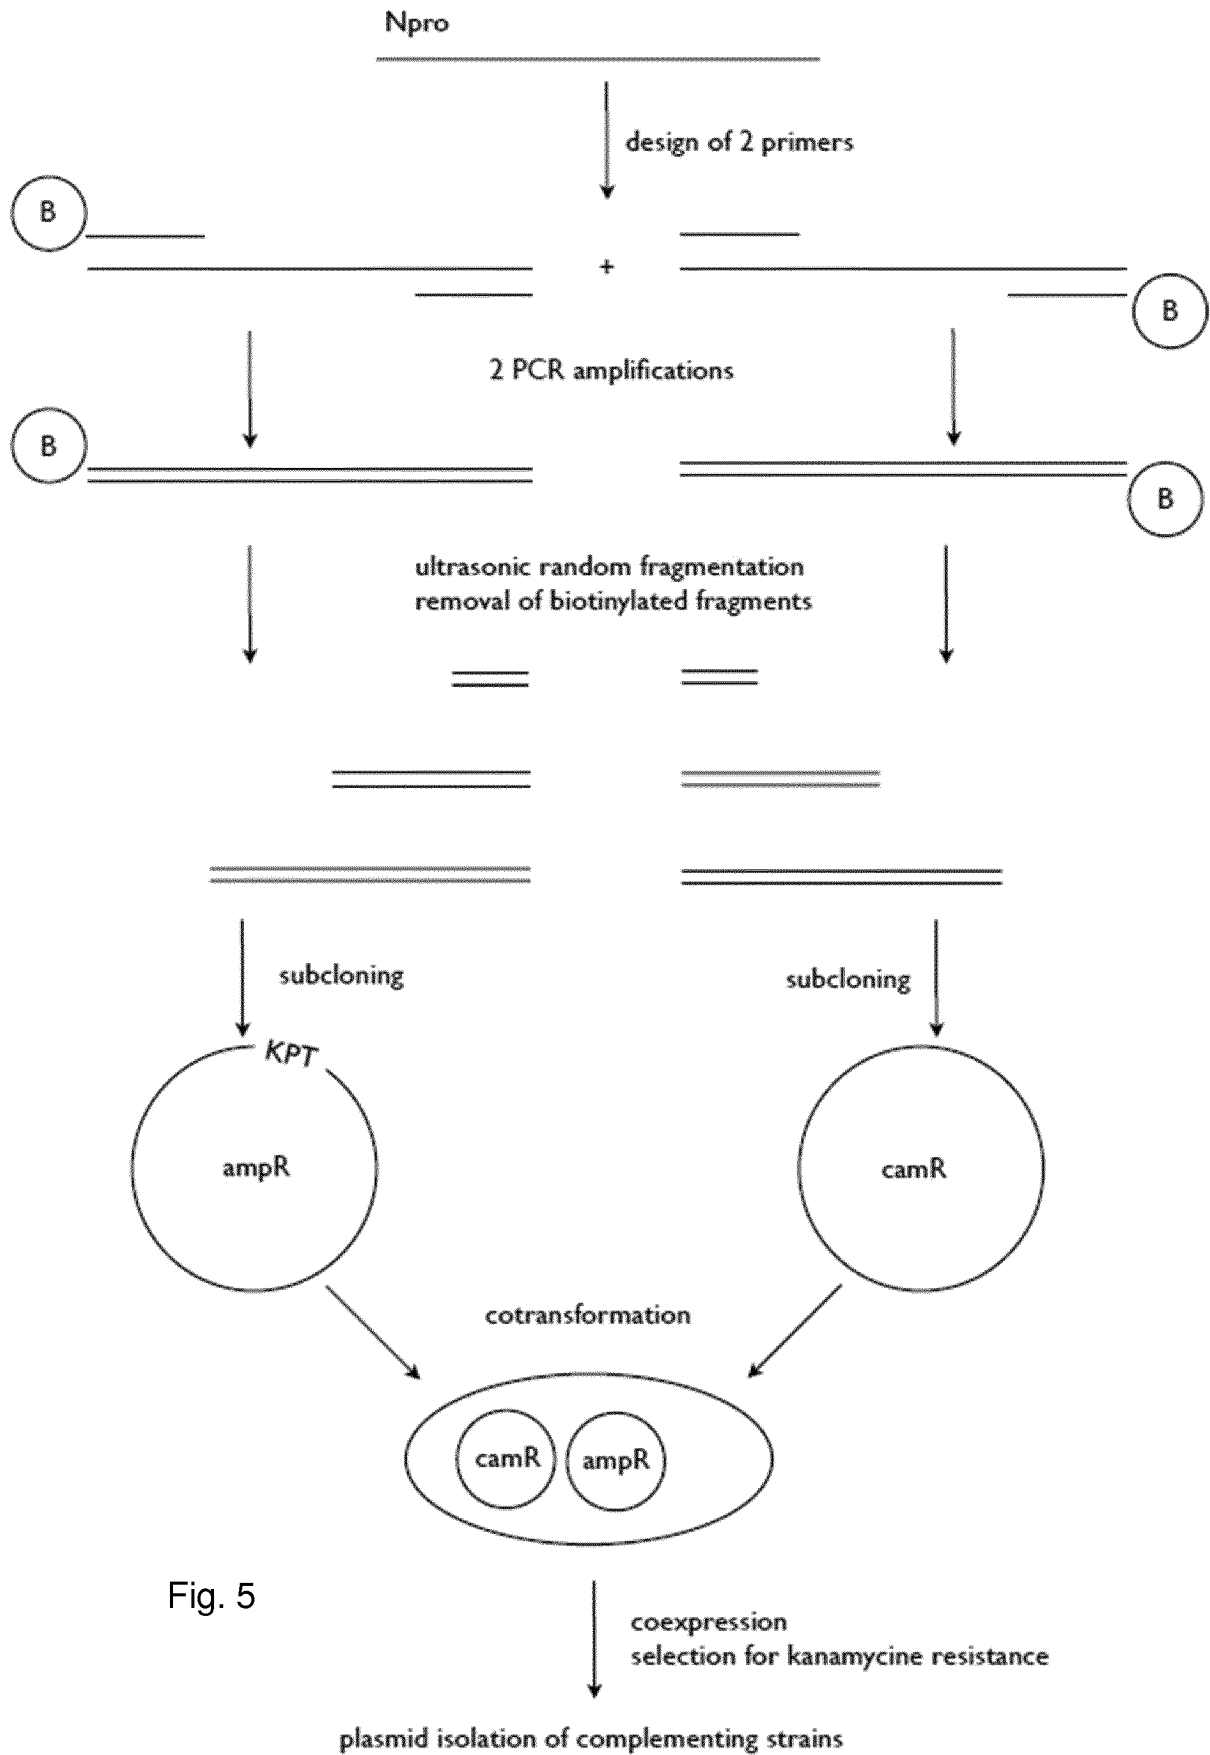 Npro
design of 2 primers
B
+
B
2 PCR amplifications
B
B
ultrasonic random fragmentation
removal of biotinylated fragments
subcloning
subcloning
KPT
ampR
camR
cotransformation
camR
ampR
Fig. 5
coexpression
selection for kanamycine resistance
plasmid isolation of complementing strains